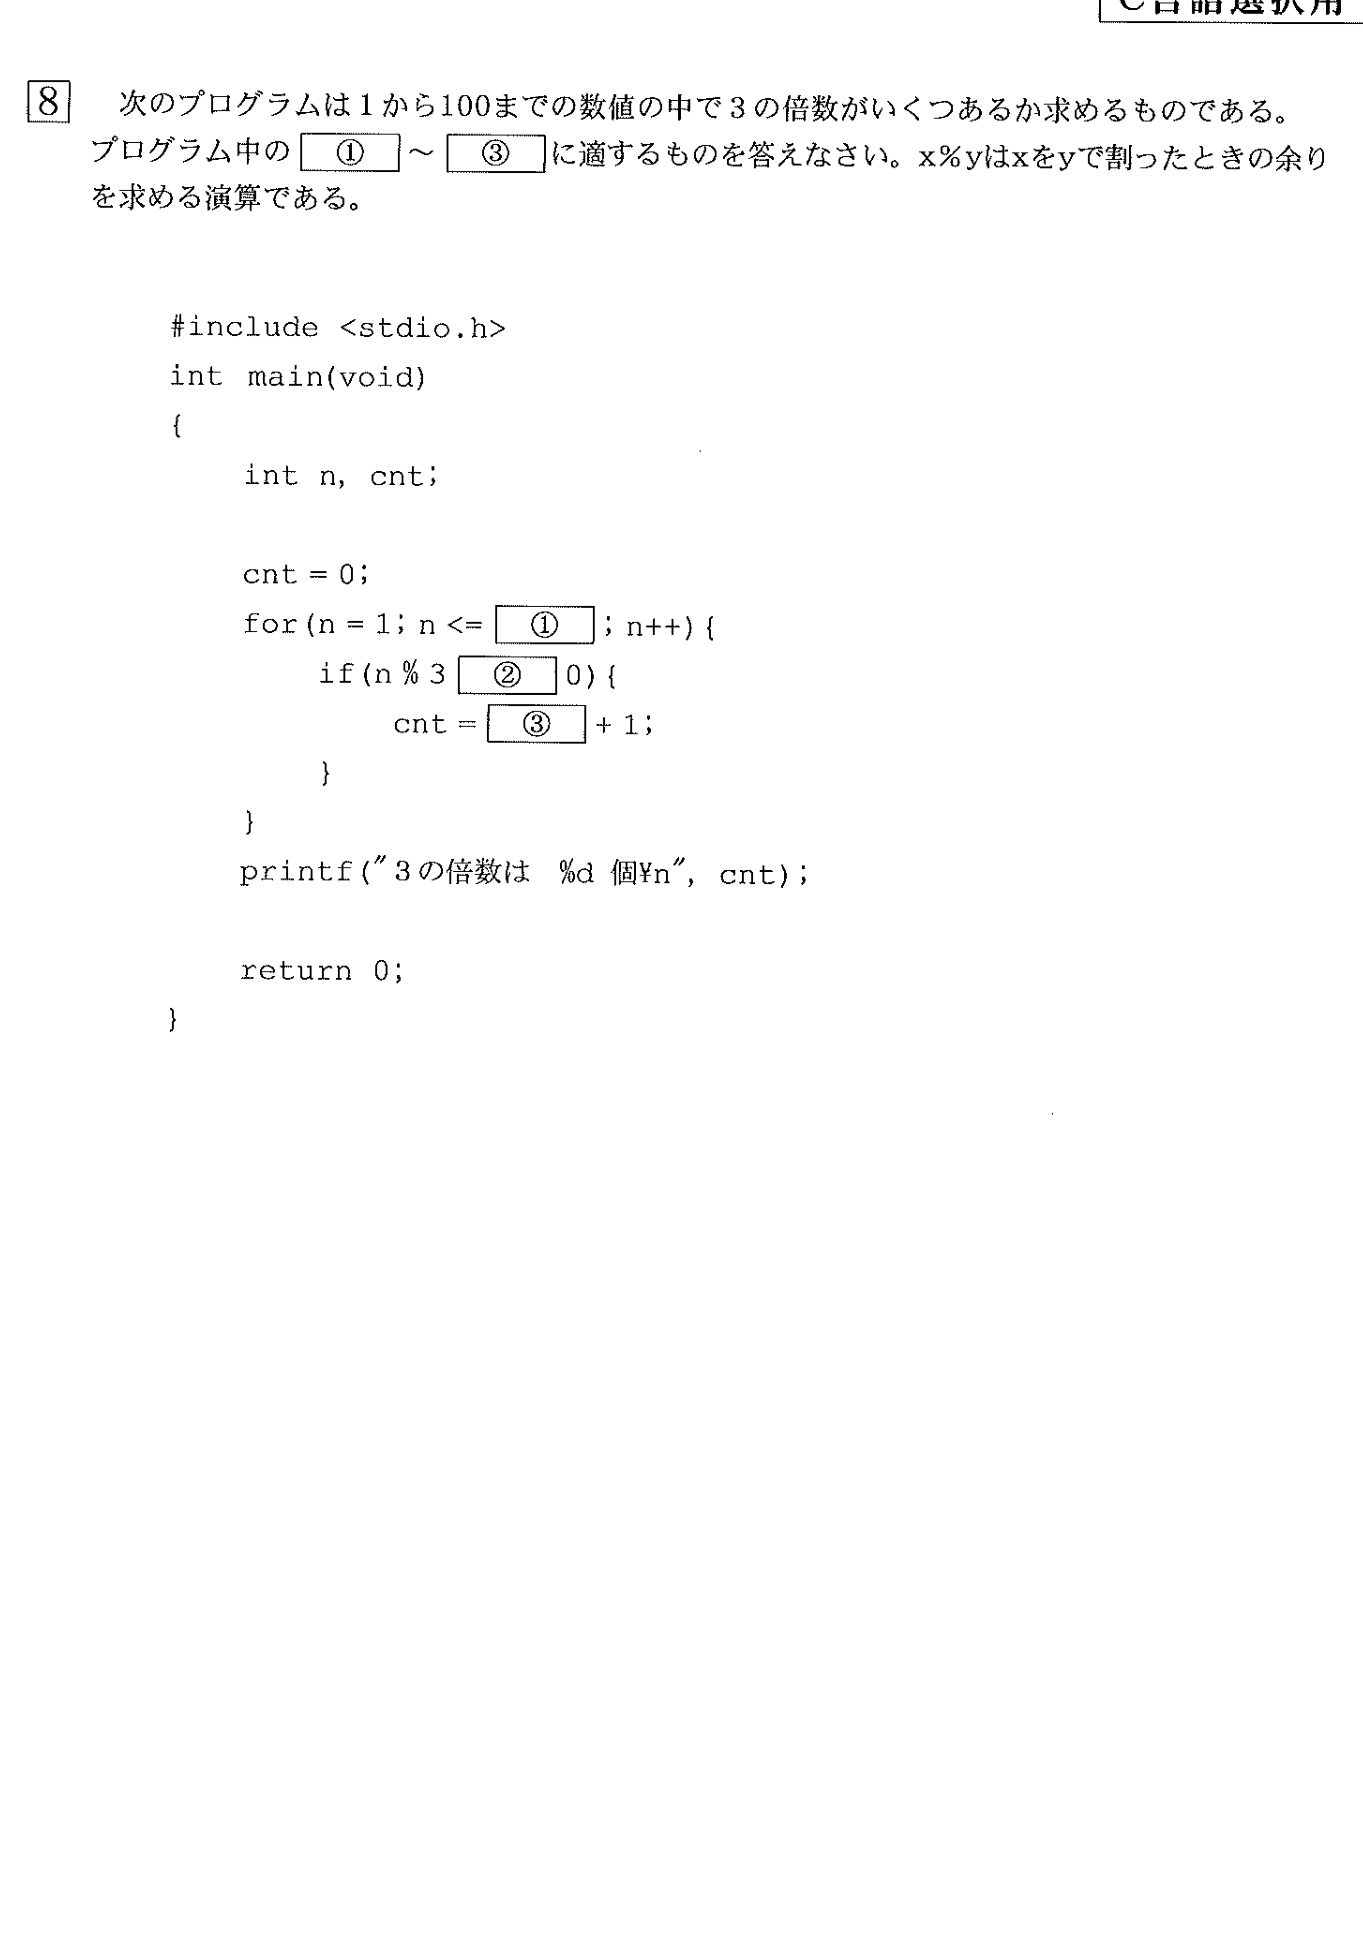 C言語選択用
8 次のプログラムは1から100までの数値の中で3の倍数がいくつあるか求めるものである。
プログラム中の ① ～ ③ に適するものを答えなさい。x%yはxをyで割ったときの余り
を求める演算である。
#include <stdio.h>
int main(void)
{
int n, cnt;
cnt = 0;
for(n = 1; n <= ① ; n++){
if(n % 3 ② 0){
cnt = ③ + 1;
}
}
printf("3の倍数は %d 個¥n", cnt);
return 0;
}